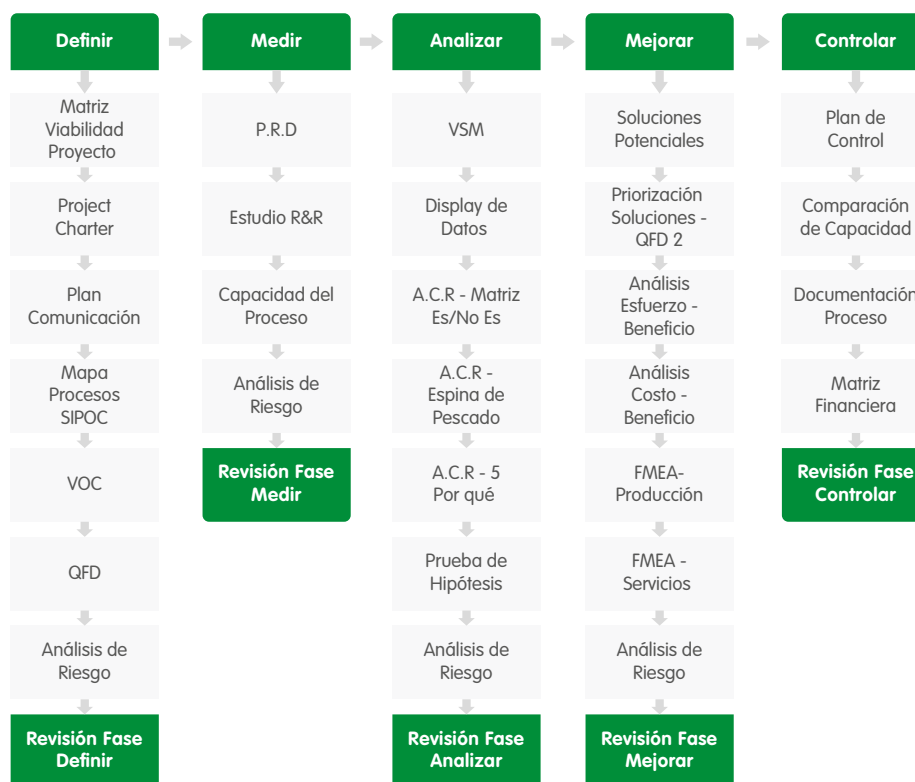 Definir
Medir
Analizar
Mejorar
Controlar
Matriz
Viabilidad
Proyecto
Project
Charter
Plan
Comunicación
Mapa
Procesos
SIPOC
VOC
QFD
Análisis de
Riesgo
Revisión Fase
Definir
P.R.D
Estudio R&R
Capacidad del
Proceso
Análisis de
Riesgo
Revisión Fase
Medir
VSM
Display de
Datos
A.C.R - Matriz
Es/No Es
A.C.R -
Espina de
Pescado
A.C.R - 5
Por qué
Prueba de
Hipótesis
Análisis de
Riesgo
Revisión Fase
Analizar
Soluciones
Potenciales
Priorización
Soluciones -
QFD 2
Análisis
Esfuerzo -
Beneficio
Análisis
Costo -
Beneficio
FMEA-
Producción
FMEA -
Servicios
Análisis de
Riesgo
Revisión Fase
Mejorar
Plan de
Control
Comparación
de Capacidad
Documentación
Proceso
Matriz
Financiera
Revisión Fase
Controlar